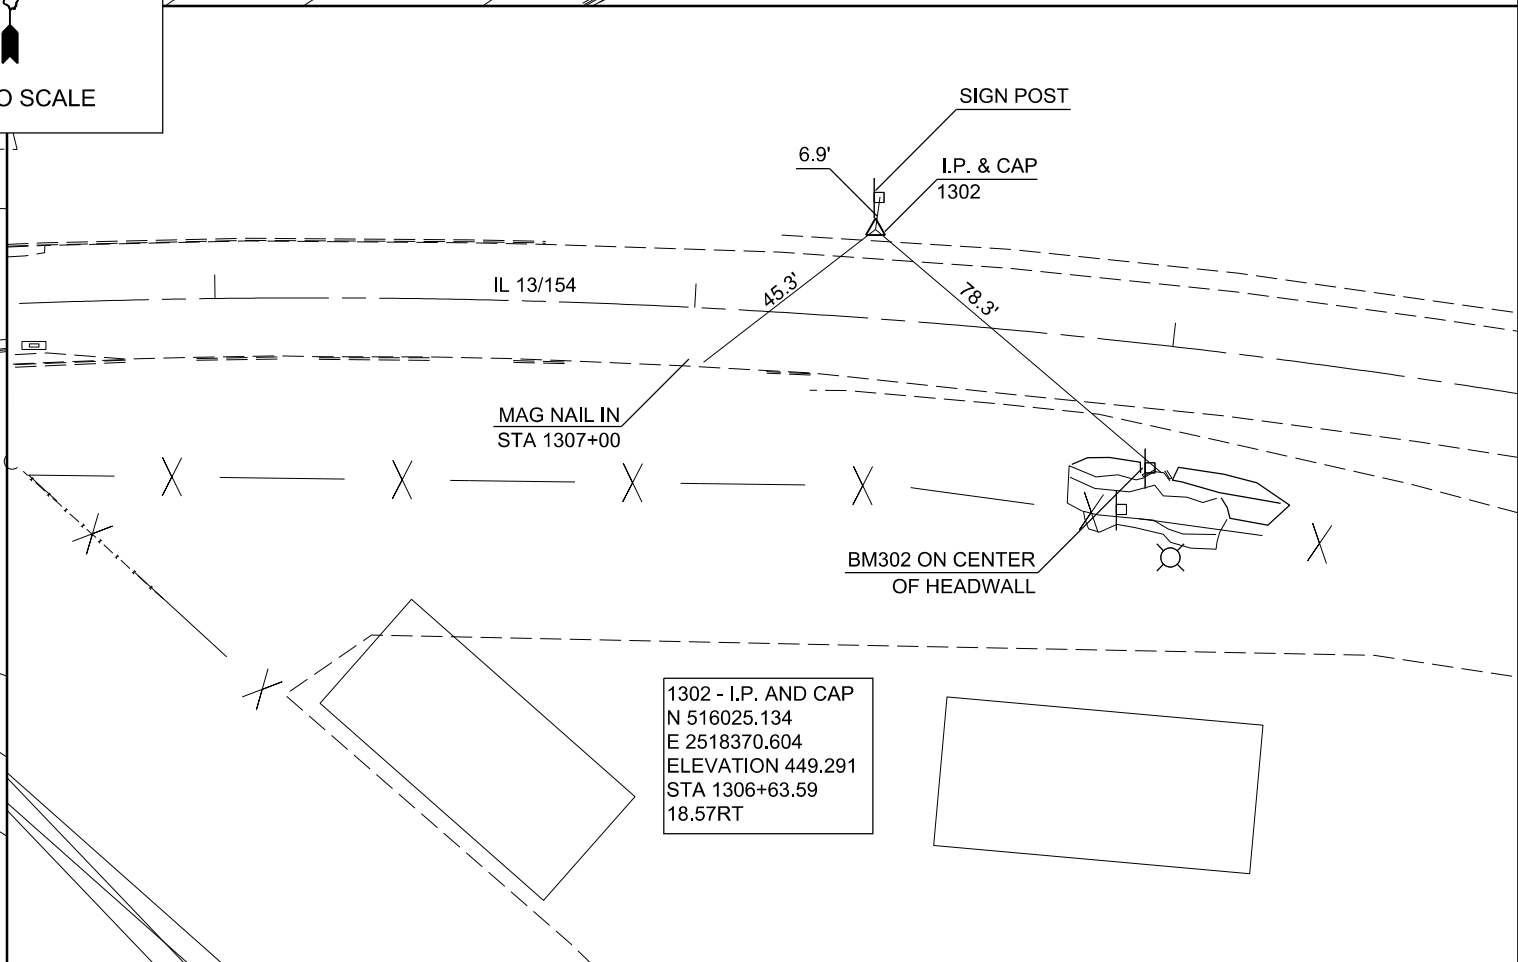 O SCALE
SIGN POST
6.9'
I.P. & CAP
1302
IL 13/154
45.3'
78.3'
MAG NAIL IN
STA 1307+00
BM302 ON CENTER
OF HEADWALL
1302 - I.P. AND CAP
N 516025.134
E 2518370.604
ELEVATION 449.291
STA 1306+63.59
18.57RT